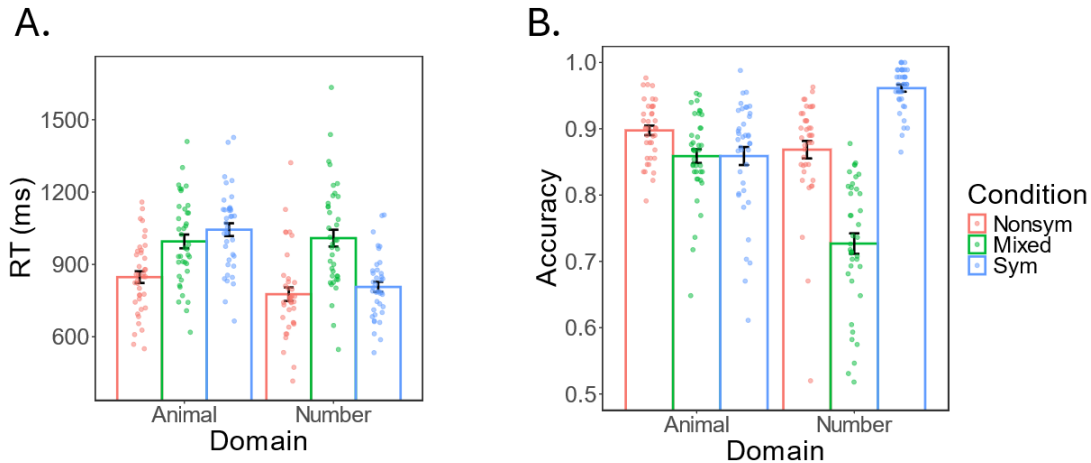 A.
RT (ms)
1500
1200
900
600
Animal
Number
Domain
B.
Accuracy
1.0
0.9
0.8
0.7
0.6
0.5
Animal
Number
Domain
Condition
Nonsym
Mixed
Sym